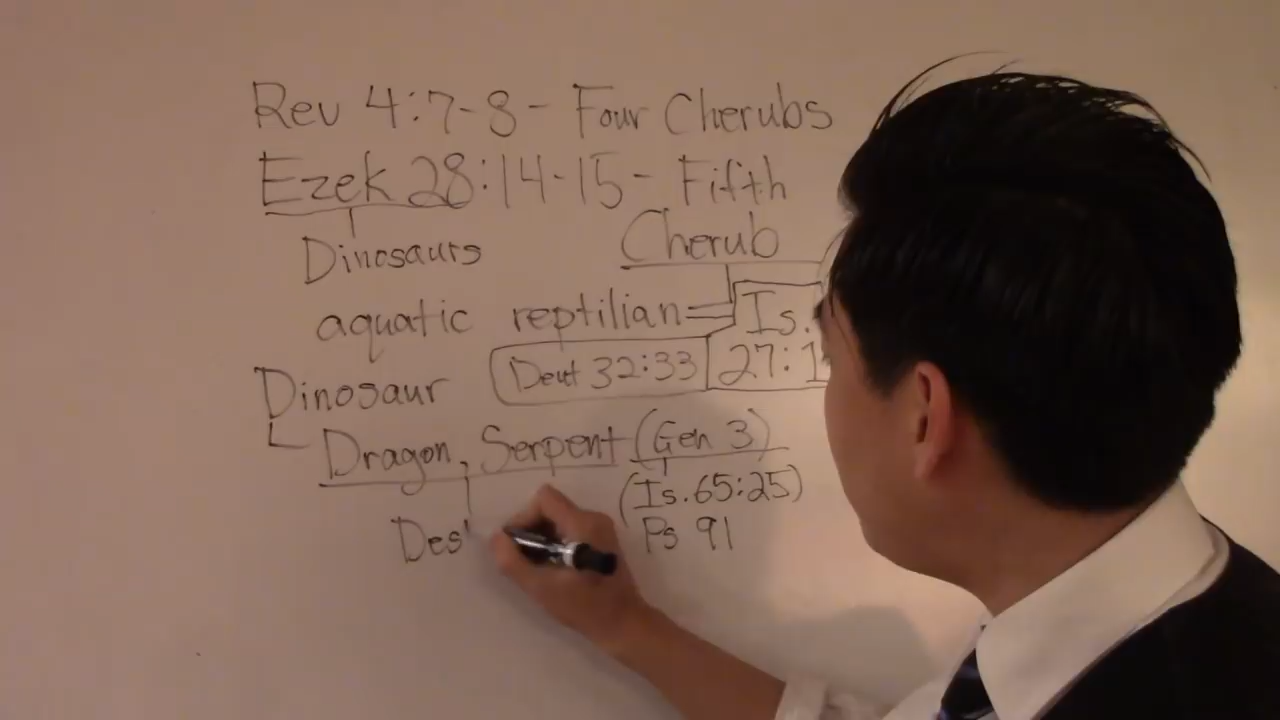 Rev 4:7-8 - Four Cherubs
Ezek 28:14-15 - Fifth
Cherub
Dinosaurs
aquatic reptilian = Is.
Deut 32:33 27:1
Dinosaur
Dragon, Serpent (Gen 3)
(Is. 65:25)
Des Ps 91